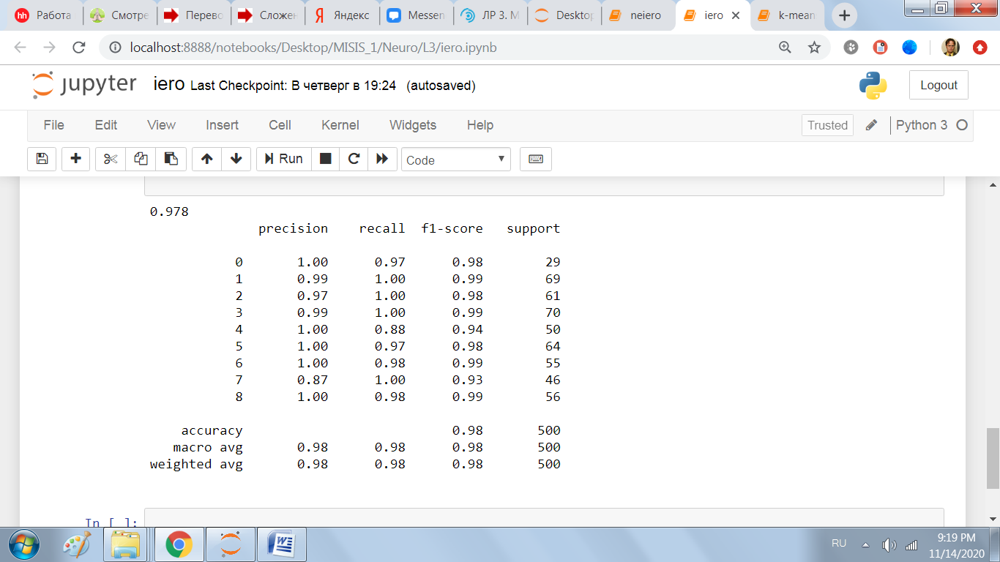 hh Работа Смотре Перево Сложен Я Яндекс Messen ЛР 3. М Desktop neiero iero k-mean
localhost:8888/notebooks/Desktop/MISIS_1/Neuro/L3/iero.ipynb
jupyter iero Last Checkpoint: В четверг в 19:24 (autosaved) Logout
File Edit View Insert Cell Kernel Widgets Help Trusted Python 3
Run Code
0.978
precision recall f1-score support
0 1.00 0.97 0.98 29
1 0.99 1.00 0.99 69
2 0.97 1.00 0.98 61
3 0.99 1.00 0.99 70
4 1.00 0.88 0.94 50
5 1.00 0.97 0.98 64
6 1.00 0.98 0.99 55
7 0.87 1.00 0.93 46
8 1.00 0.98 0.99 56
accuracy 0.98 500
macro avg 0.98 0.98 0.98 500
weighted avg 0.98 0.98 0.98 500
In [ ]:
RU 9:19 PM
11/14/2020